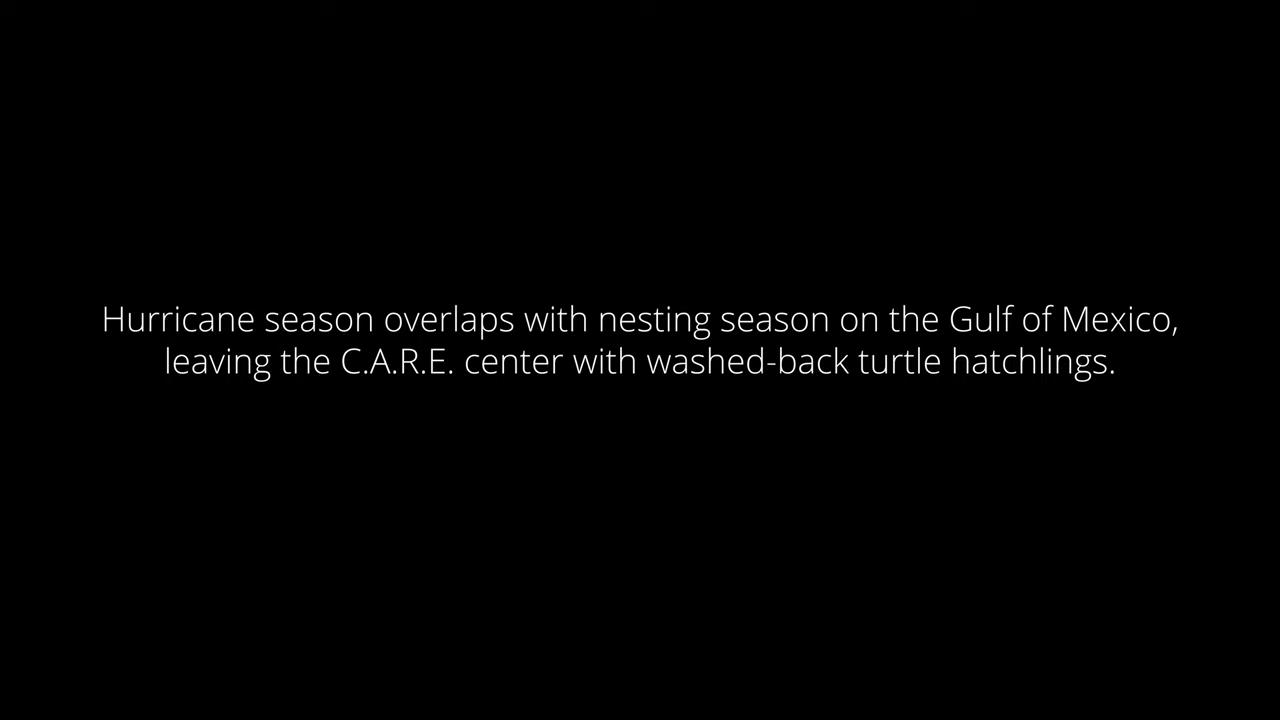 Hurricane season overlaps with nesting season on the Gulf of Mexico,
leaving the C.A.R.E. center with washed-back turtle hatchlings.